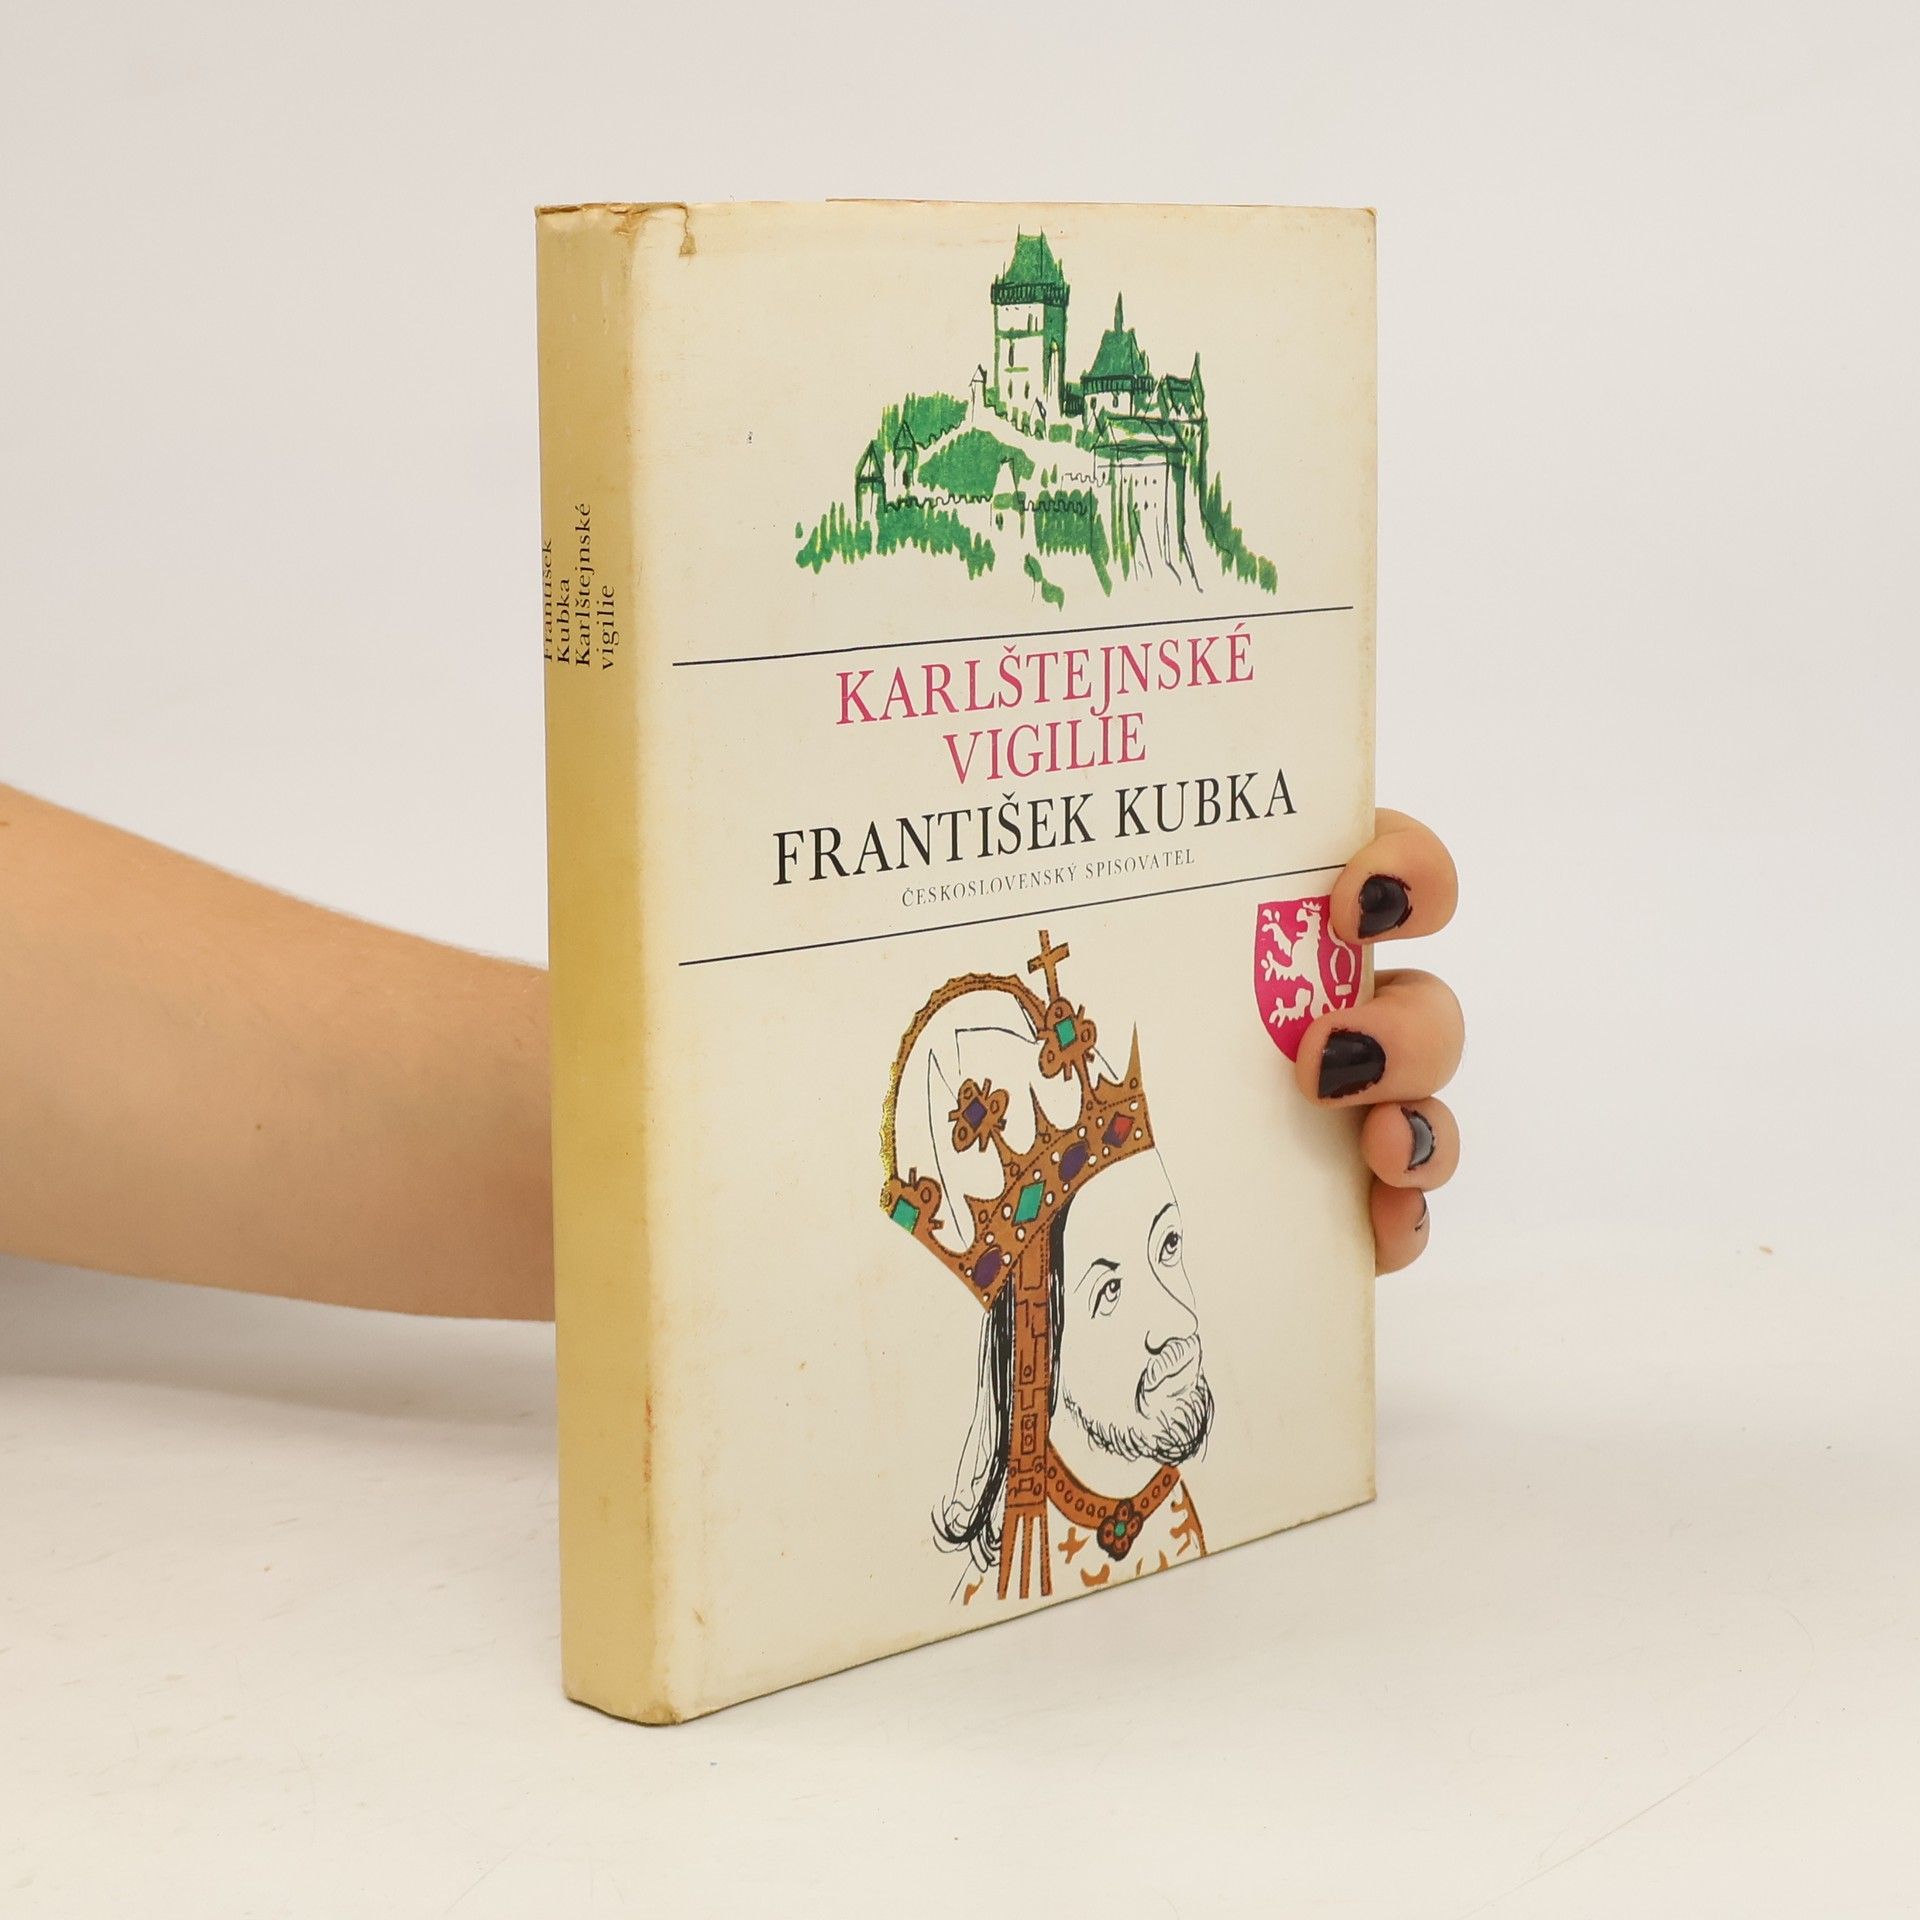 František
Kubka
Karlštejnské
vigilie
KARLŠTEJNSKÉ
VIGILIE
FRANTIŠEK KUBKA
ČESKOSLOVENSKÝ SPISOVATEL